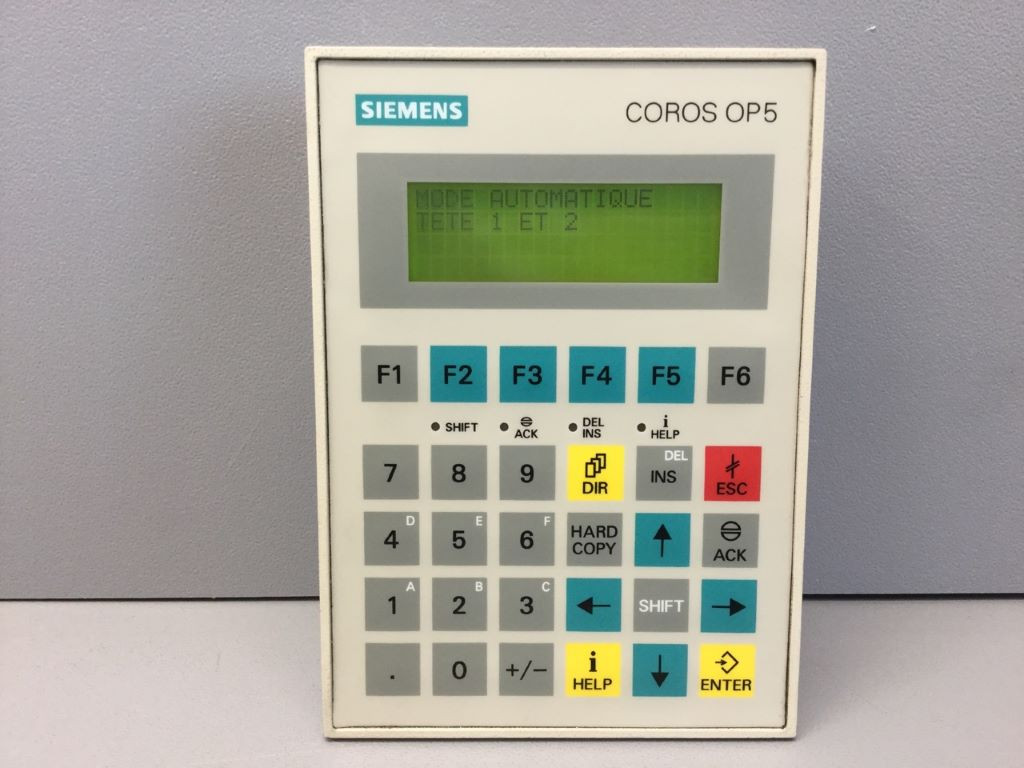 SIEMENS COROS OP5
MODE AUTOMATIQUE
TETE 1 ET 2
F1 F2 F3 F4 F5 F6
SHIFT ACK DEL INS i HELP
7 8 9 DIR INS DEL ESC
4 D 5 E 6 F HARD COPY ↑ ACK
1 A 2 B 3 C ← SHIFT →
. 0 +/− i HELP ↓ ENTER